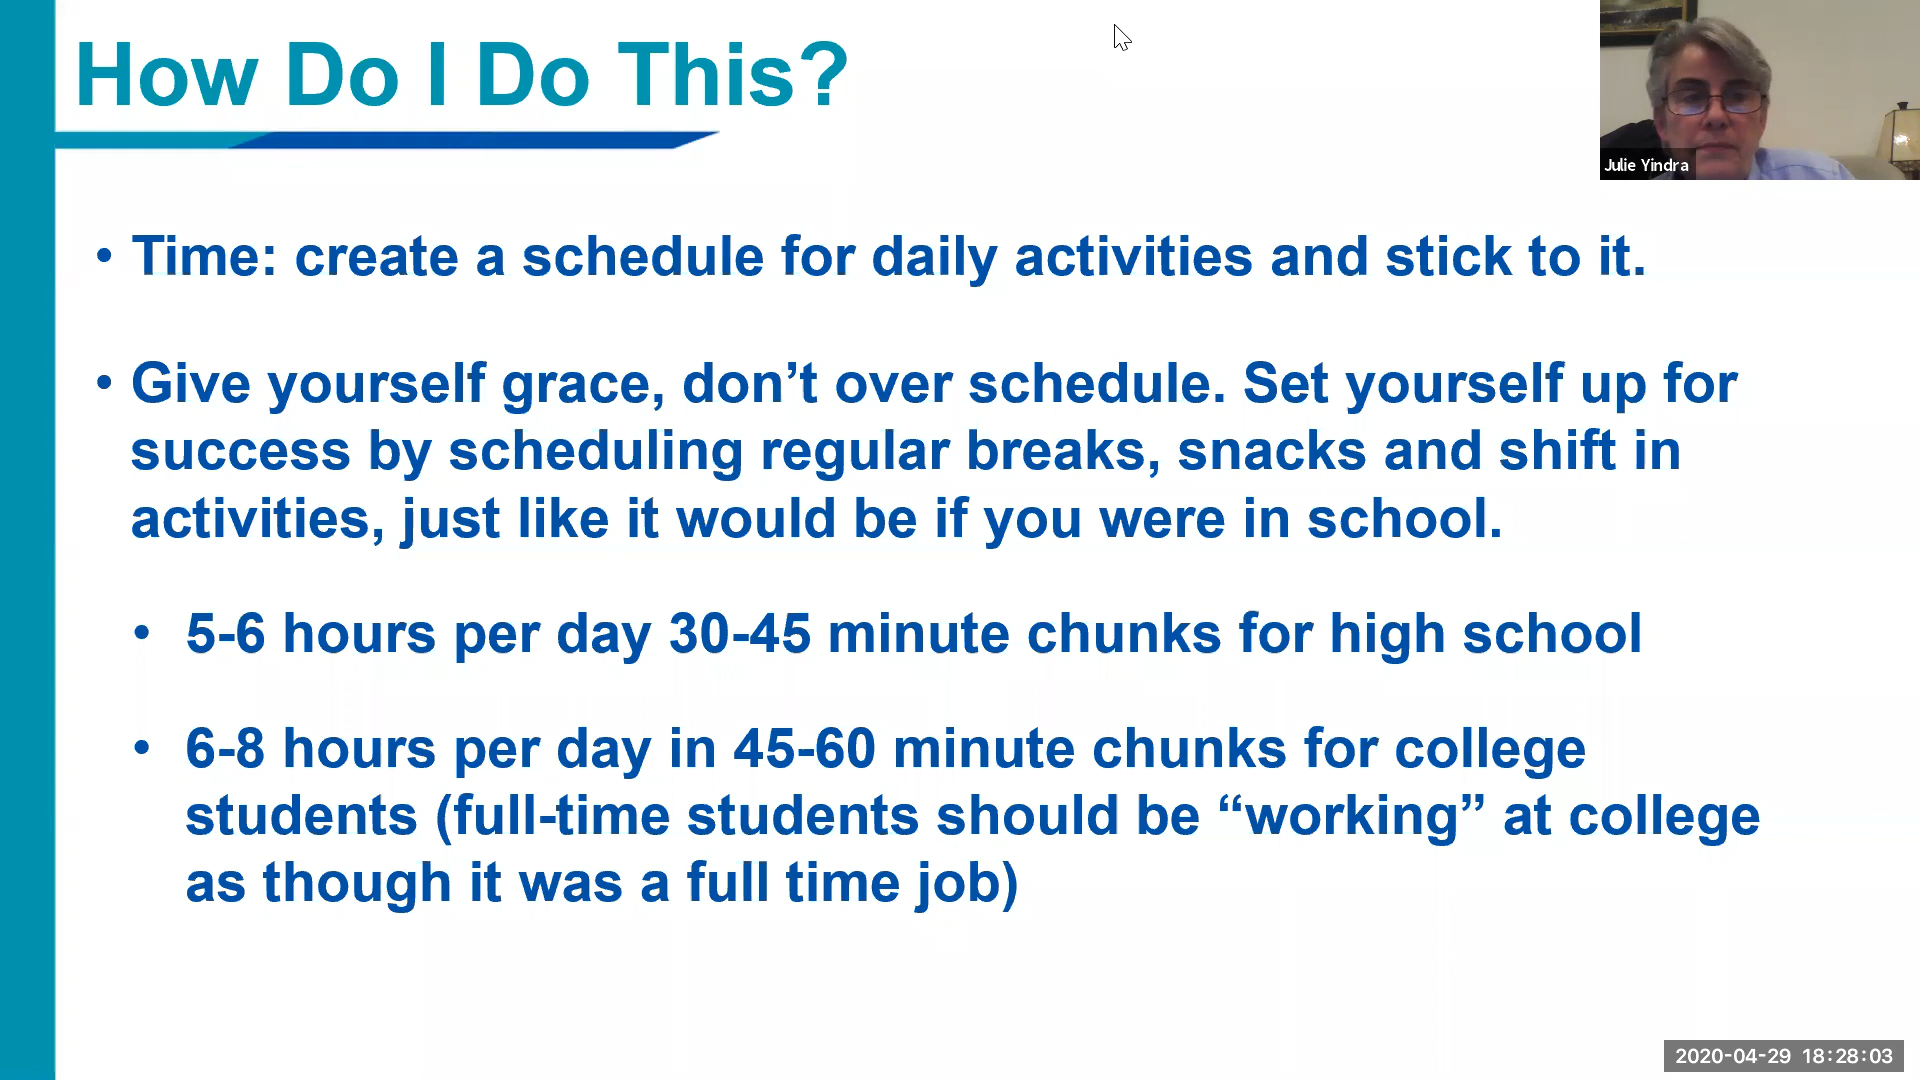 How Do I Do This?
Julie Yindra
• Time: create a schedule for daily activities and stick to it.
• Give yourself grace, don’t over schedule. Set yourself up for
success by scheduling regular breaks, snacks and shift in
activities, just like it would be if you were in school.
• 5-6 hours per day 30-45 minute chunks for high school
• 6-8 hours per day in 45-60 minute chunks for college
students (full-time students should be “working” at college
as though it was a full time job)
2020-04-29 18:28:03